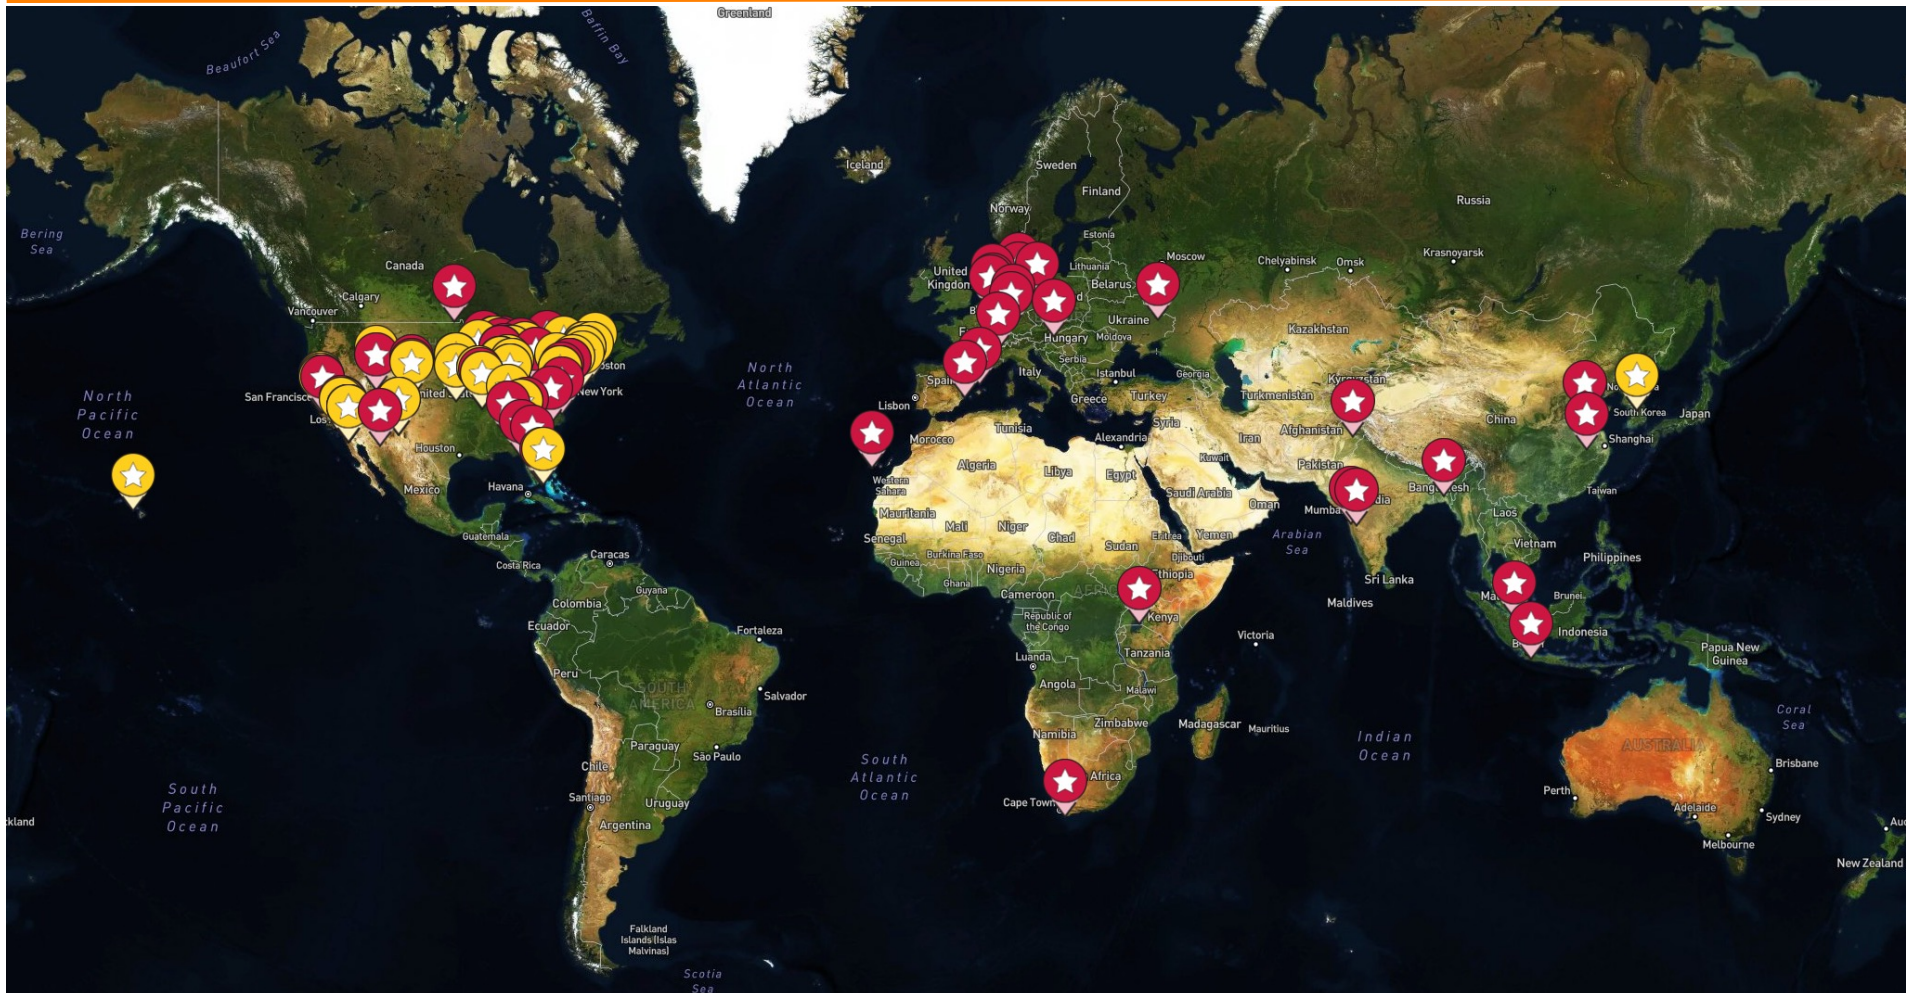 Greenland
Baffin Bay
Beaufort Sea
Iceland
Sweden
Finland
Norway
Russia
Bering
Sea
Estonia
Moscow
Krasnoyarsk
Chelyabinsk
Omsk
Lithuania
Canada
United
Kingdom
Belarus
Calgary
Vancouver
Ukraine
Kazakhstan
Hungary
Moldova
Serbia
North
Atlantic
Ocean
Italy
Istanbul
Georgia
Kyrgyzstan
North
Pacific
Ocean
San Francisc
New York
Lisbon
Greece
Turkey
Turkmenistan
China
South Korea
Japan
Syria
Tunisia
Morocco
Alexandria
Iran
Afghanistan
Shanghai
Houston
Algeria
Libya
Egypt
Kuwait
Pakistan
Western
Sahara
Mexico
Havana
Saudi Arabia
Oman
Taiwan
Mauritania
Mali
Niger
Chad
Sudan
Eritrea
Yemen
Laos
Arabian
Sea
Senegal
Guatemala
Costa Rica
Caracas
Burkina Faso
Djibouti
Vietnam
Philippines
Guinea
Ghana
Nigeria
Sri Lanka
Guyana
Cameroon
Maldives
Brunei
Colombia
Ecuador
Republic of
the Congo
Kenya
Fortaleza
Victoria
Indonesia
Papua New
Guinea
Luanda
Tanzania
Peru
Angola
Malawi
SOUTH
AMERICA
Salvador
Brasília
Zimbabwe
Madagascar
Mauritius
Coral
Sea
Namibia
Indian
Ocean
AUSTRALIA
Paraguay
São Paulo
Chile
South
Atlantic
Ocean
Africa
Brisbane
South
Pacific
Ocean
Santiago
Uruguay
Cape Town
Perth
Adelaide
Sydney
Argentina
Melbourne
New Zealand
Falkland
Islands (Islas
Malvinas)
Scotia
Sea